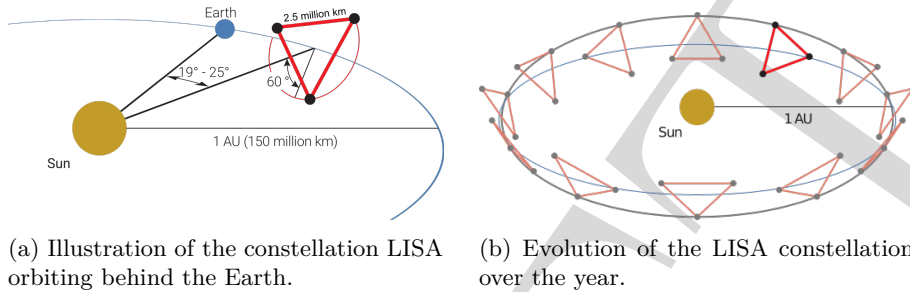 Earth
2.5 million km
19° - 25°
60°
1 AU (150 million km)
Sun
Sun
1 AU
(a) Illustration of the constellation LISA
orbiting behind the Earth.
(b) Evolution of the LISA constellation
over the year.